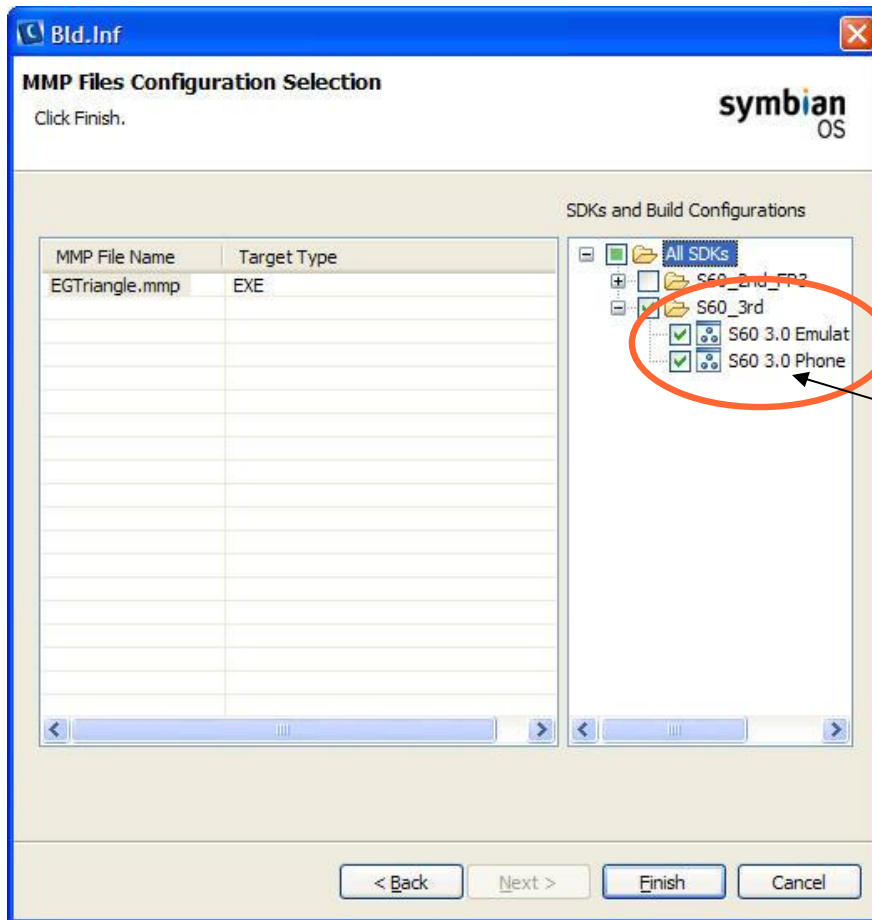 Bld.Inf
MMP Files Configuration Selection
Click Finish.
symbian
OS
SDKs and Build Configurations
MMP File Name Target Type
EGTriangle.mmp EXE
All SDKs
S60_2nd_FP3
S60_3rd
S60 3.0 Emulat
S60 3.0 Phone
< Back Next > Finish Cancel